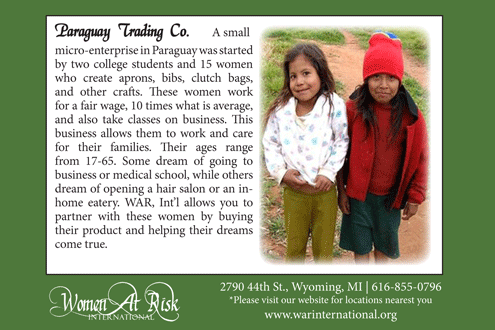 Paraguay Trading Co. A small
micro-enterprise in Paraguay was started
by two college students and 15 women
who create aprons, bibs, clutch bags,
and other crafts. These women work
for a fair wage, 10 times what is average,
and also take classes on business. This
business allows them to work and care
for their families. Their ages range
from 17-65. Some dream of going to
business or medical school, while others
dream of opening a hair salon or an in-
home eatery. WAR, Int'l allows you to
partner with these women by buying
their product and helping their dreams
come true.
Women At Risk
INTERNATIONAL
2790 44th St., Wyoming, MI | 616-855-0796
*Please visit our website for locations nearest you
www.warinternational.org